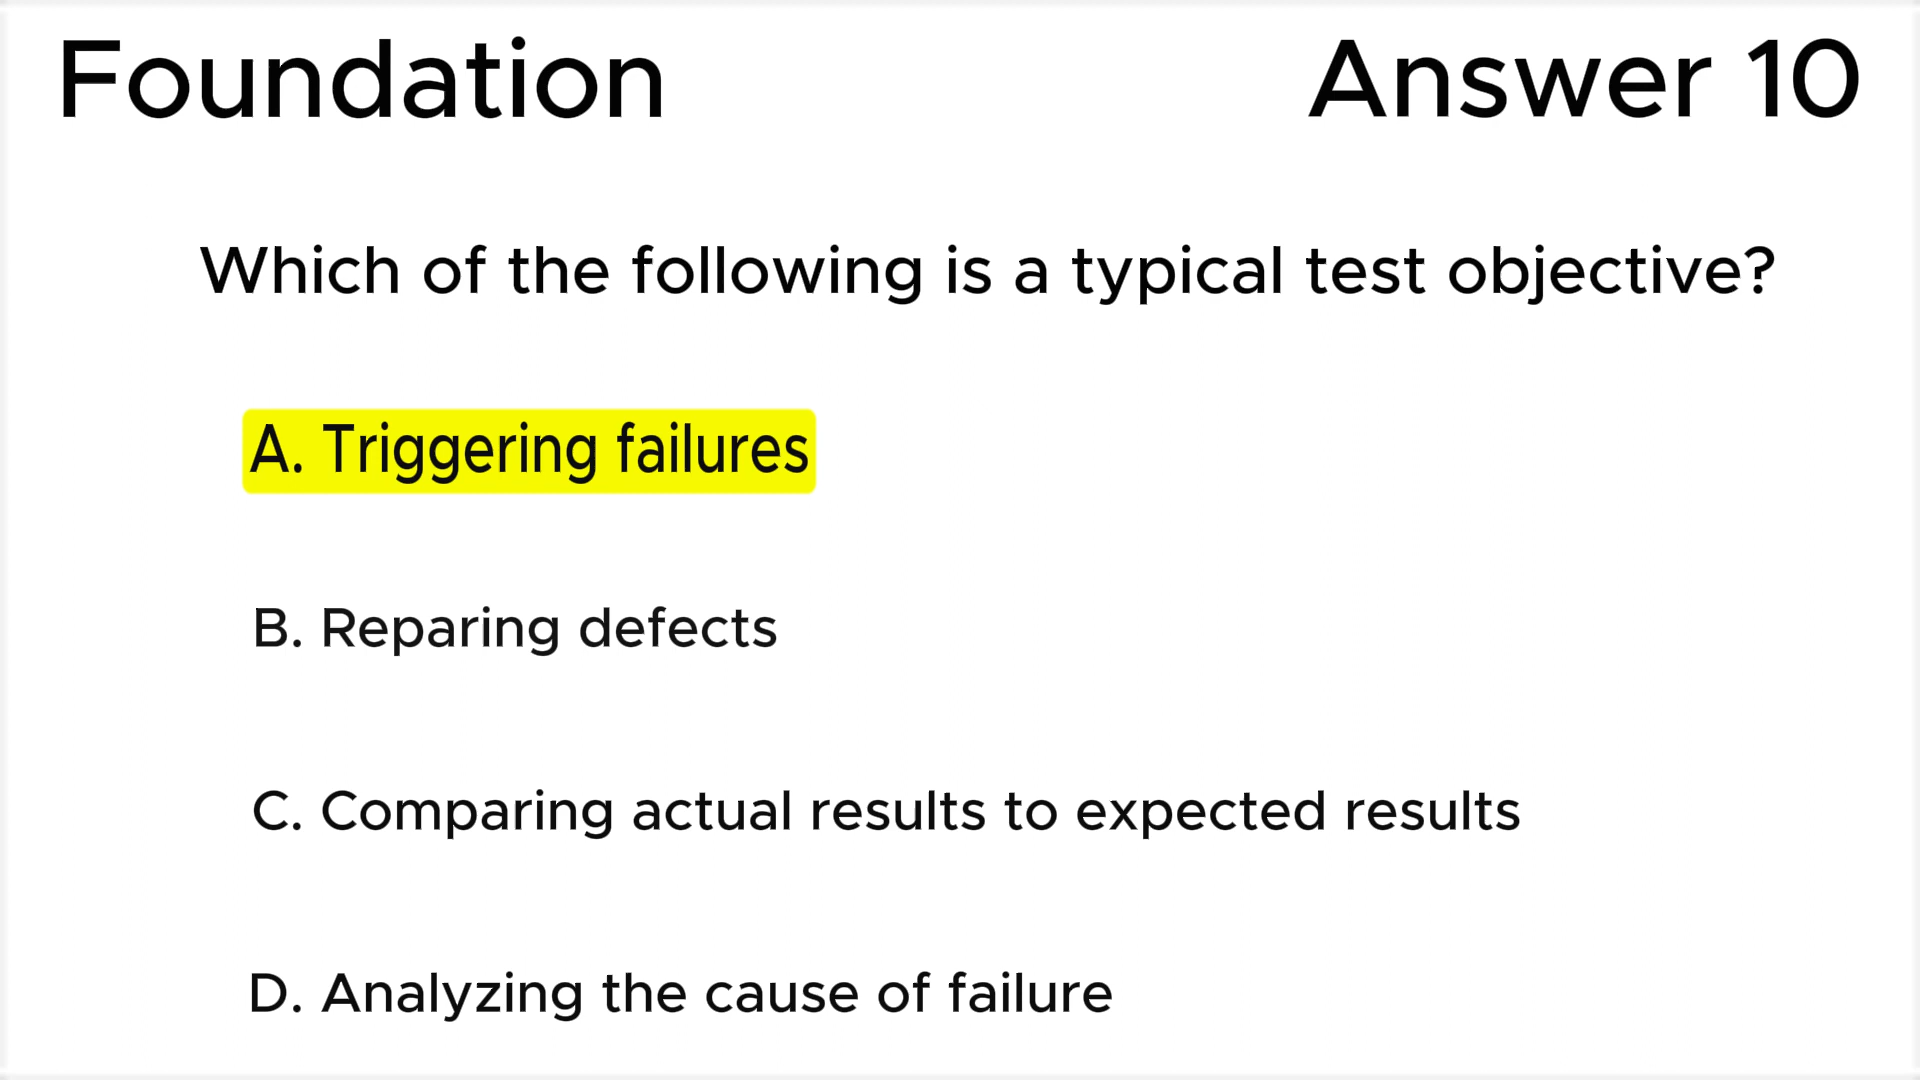 Foundation
Answer 10
Which of the following is a typical test objective?
A. Triggering failures
B. Reparing defects
C. Comparing actual results to expected results
D. Analyzing the cause of failure